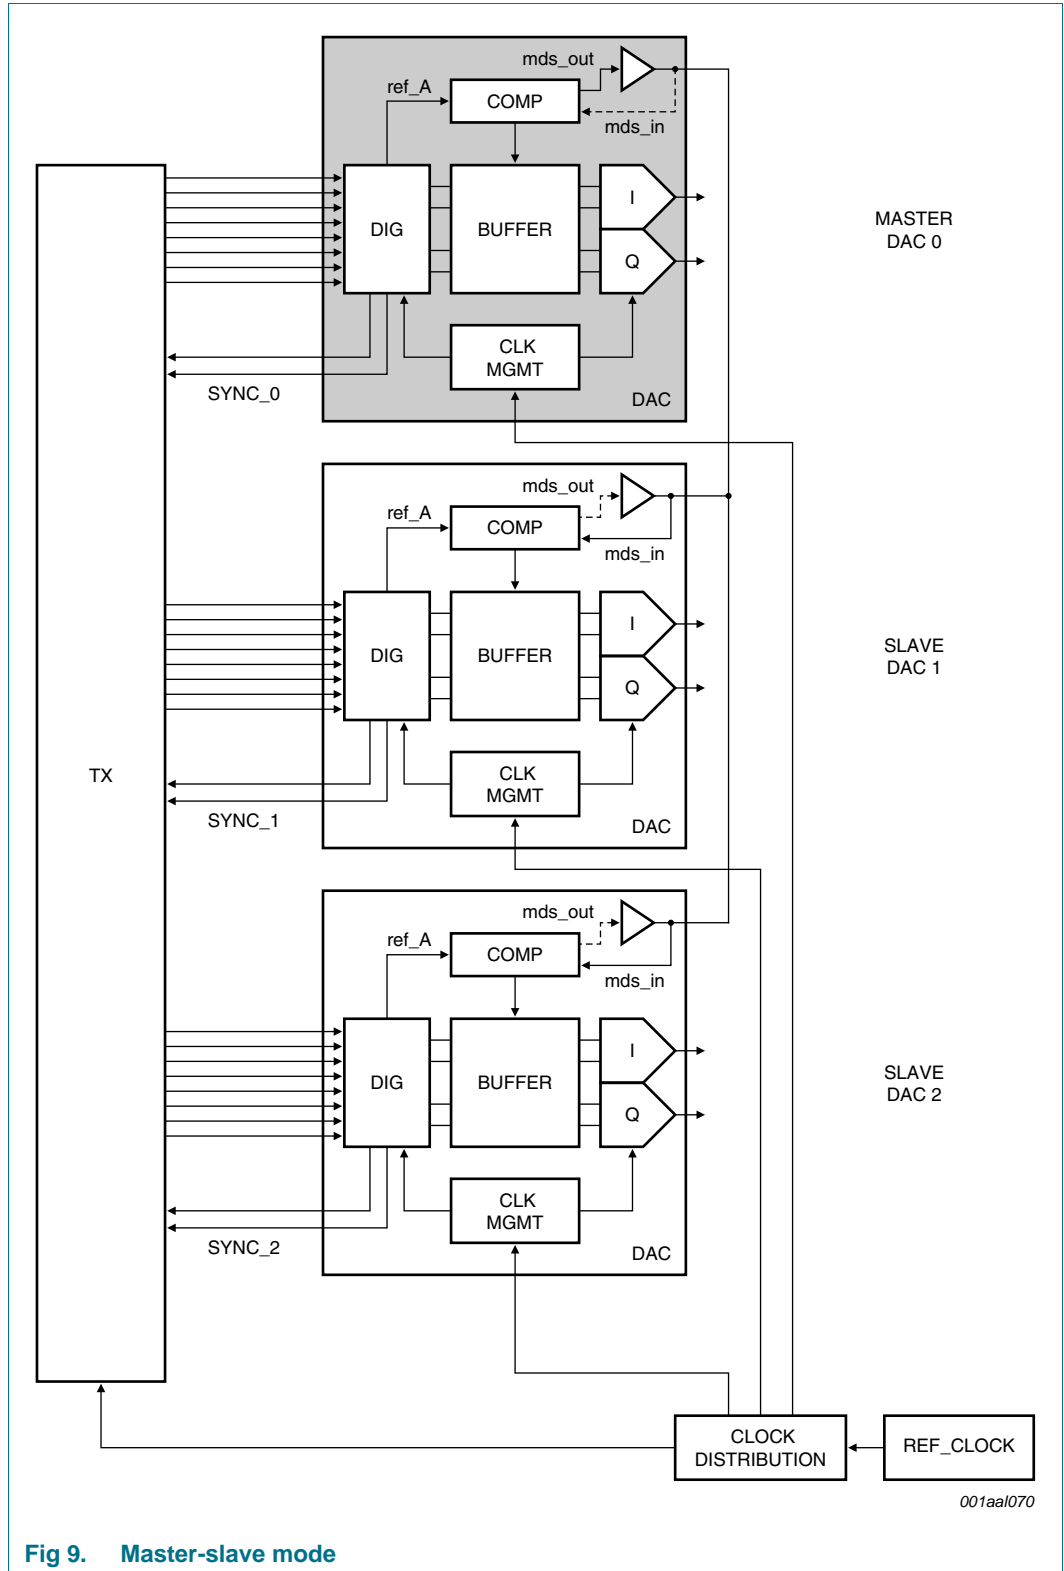 mds_out
ref_A
COMP
mds_in
DIG
BUFFER
I
Q
MASTER
DAC 0
CLK
MGMT
SYNC_0
DAC
mds_out
ref_A
COMP
mds_in
DIG
BUFFER
I
Q
SLAVE
DAC 1
TX
CLK
MGMT
SYNC_1
DAC
mds_out
ref_A
COMP
mds_in
DIG
BUFFER
I
Q
SLAVE
DAC 2
CLK
MGMT
SYNC_2
DAC
CLOCK
DISTRIBUTION
REF_CLOCK
001aal070
Fig 9. Master-slave mode